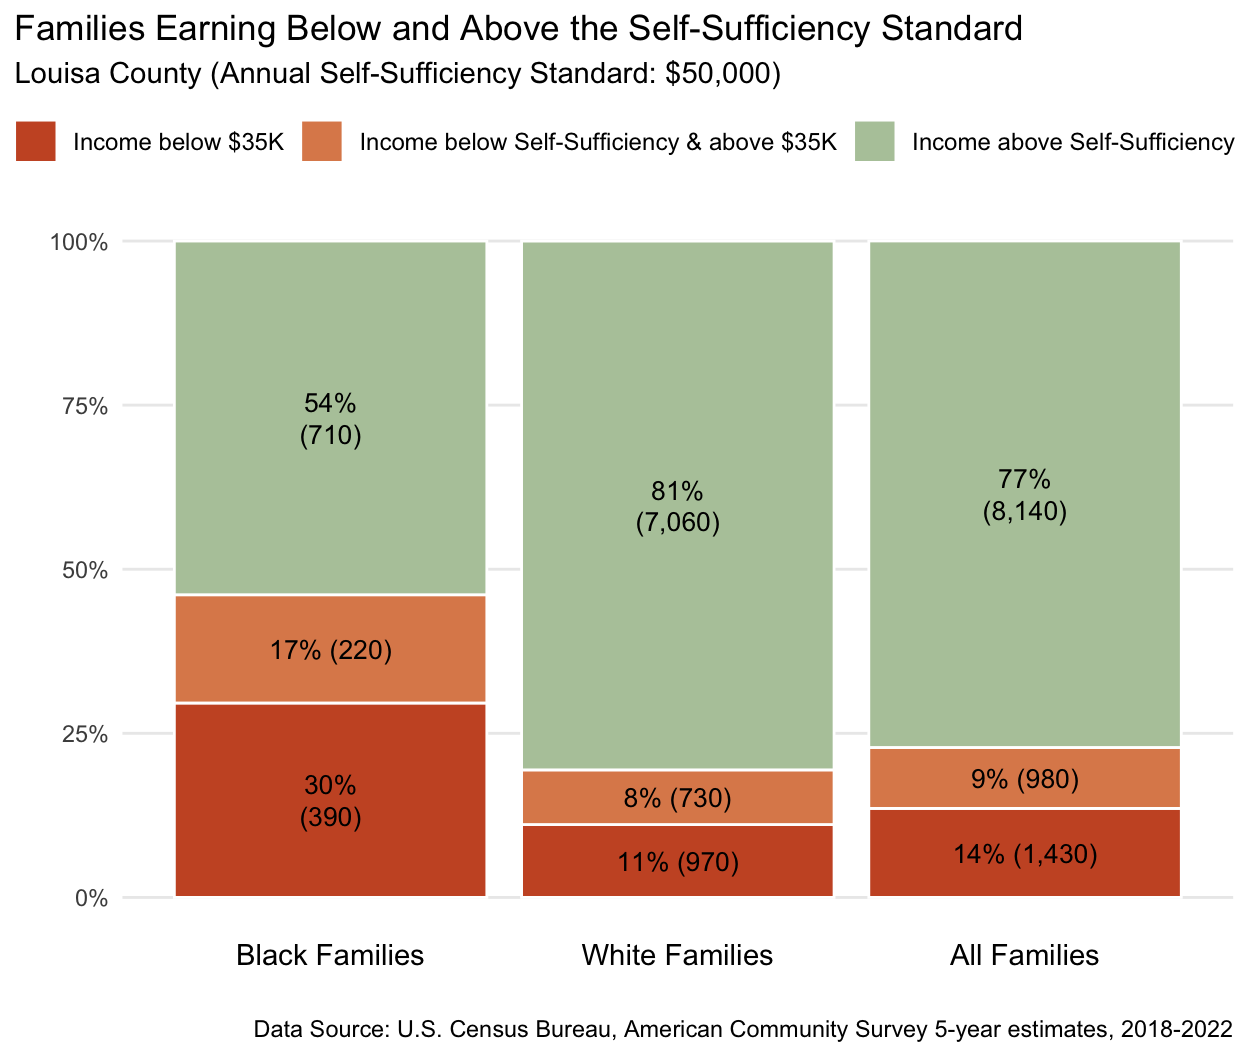 Families Earning Below and Above the Self-Sufficiency Standard
Louisa County (Annual Self-Sufficiency Standard: $50,000)
Income below $35K
Income below Self-Sufficiency & above $35K
Income above Self-Sufficiency
100%
75%
50%
25%
0%
54%
(710)
17% (220)
30%
(390)
81%
(7,060)
8% (730)
11% (970)
77%
(8,140)
9% (980)
14% (1,430)
Black Families
White Families
All Families
Data Source: U.S. Census Bureau, American Community Survey 5-year estimates, 2018-2022